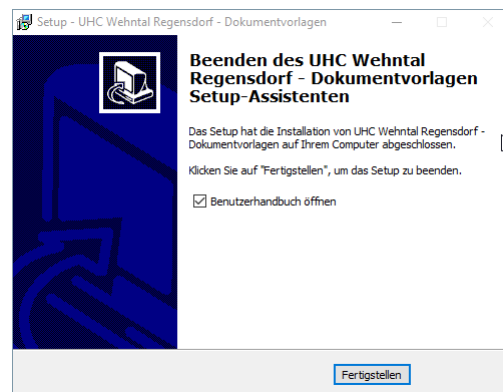 Setup - UHC Wehntal Regensdorf - Dokumentvorlagen
Beenden des UHC Wehntal
Regensdorf - Dokumentvorlagen
Setup-Assistenten
Das Setup hat die Installation von UHC Wehntal Regensdorf -
Dokumentvorlagen auf Ihrem Computer abgeschlossen.
Klicken Sie auf "Fertigstellen", um das Setup zu beenden.
Benutzerhandbuch öffnen
Fertigstellen